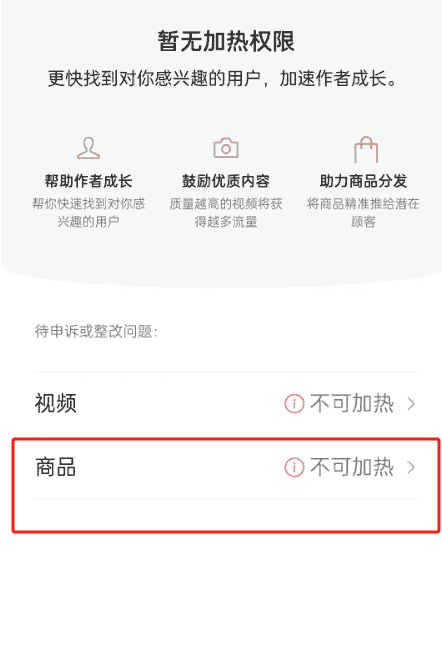 暂无加热权限
更快找到对你感兴趣的用户，加速作者成长。
帮助作者成长
帮你快速找到对你感
兴趣的用户
鼓励优质内容
质量越高的视频将获
得越多流量
助力商品分发
将商品精准推给潜在
顾客
待申诉或整改问题：
视频
不可加热
商品
不可加热